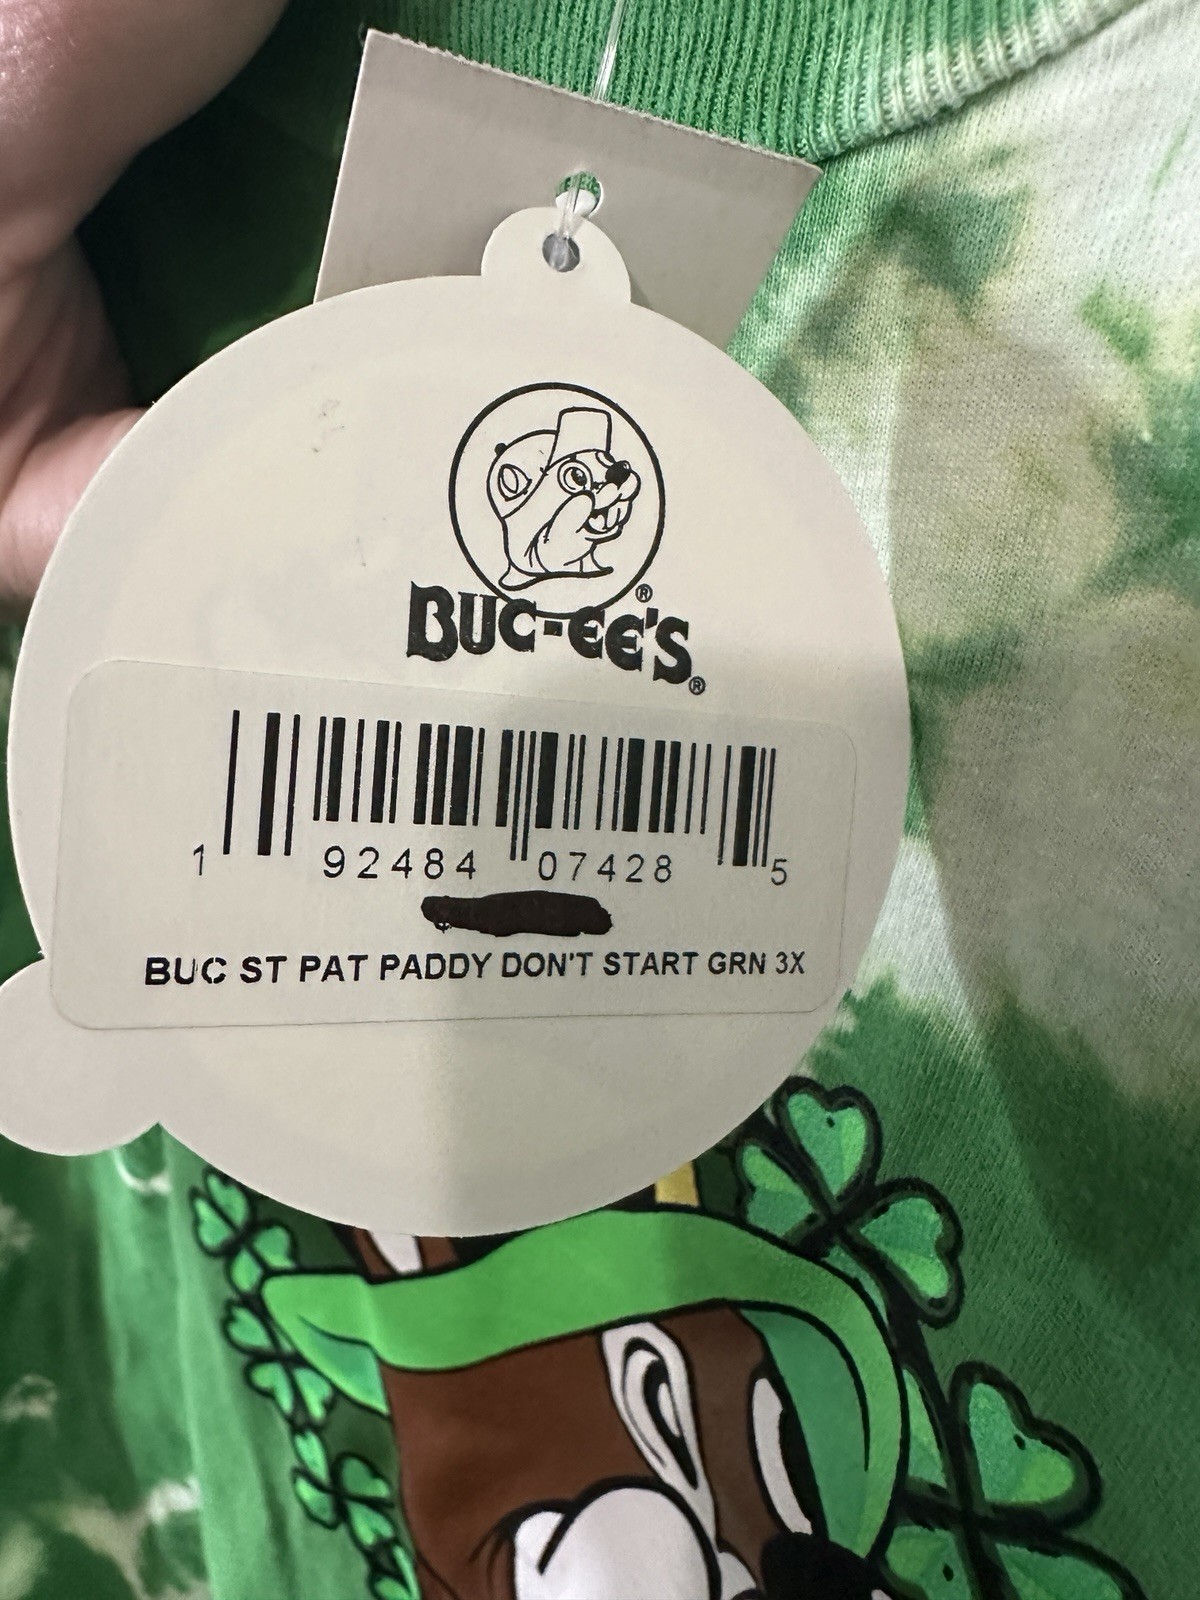 BUC-EE'S®
®
1 92484 07428 5
BUC ST PAT PADDY DON'T START GRN 3X